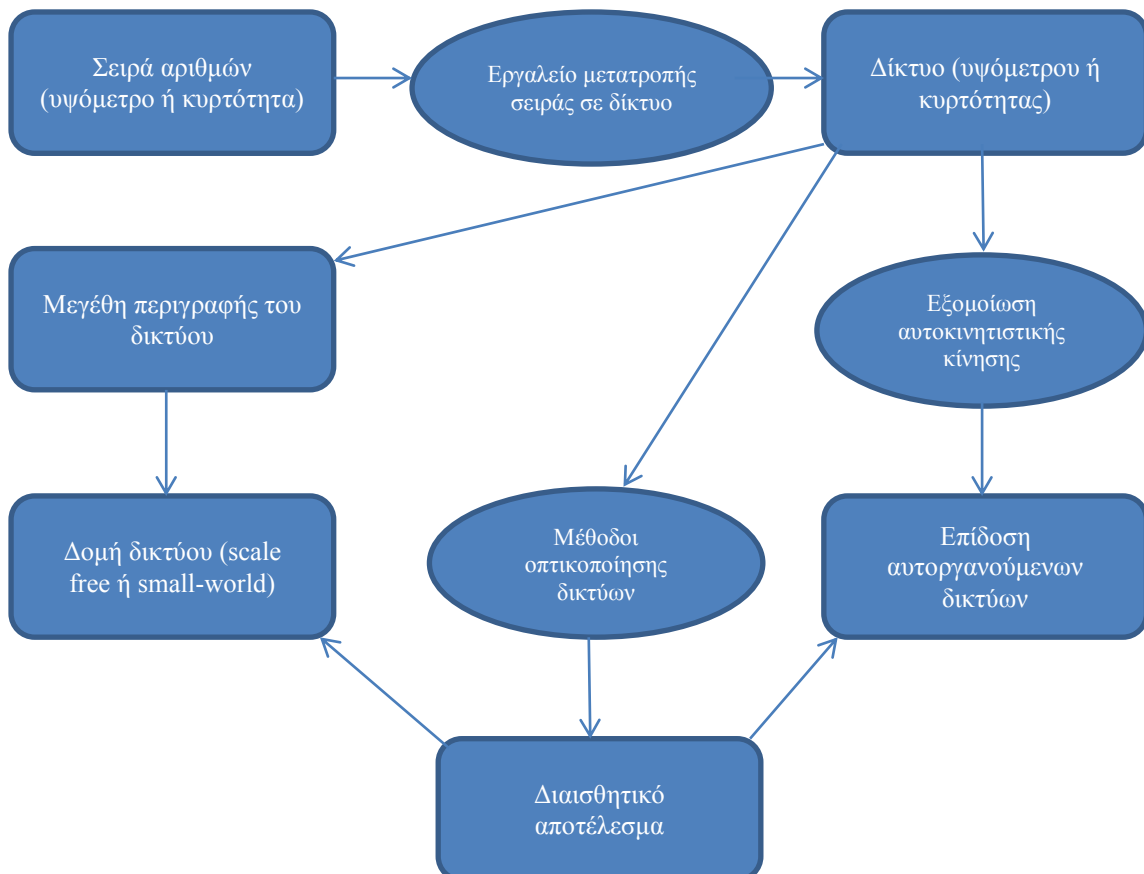 Σειρά αριθμών
(υψόμετρο ή κυρτότητα)
Εργαλείο μετατροπής
σειράς σε δίκτυο
Δίκτυο (υψόμετρου ή
κυρτότητας)
Μεγέθη περιγραφής του
δικτύου
Εξομοίωση
αυτοκινητιστικής
κίνησης
Δομή δικτύου (scale
free ή small-world)
Μέθοδοι
οπτικοποίησης
δικτύων
Επίδοση
αυτοργανούμενων
δικτύων
Διαισθητικό
αποτέλεσμα